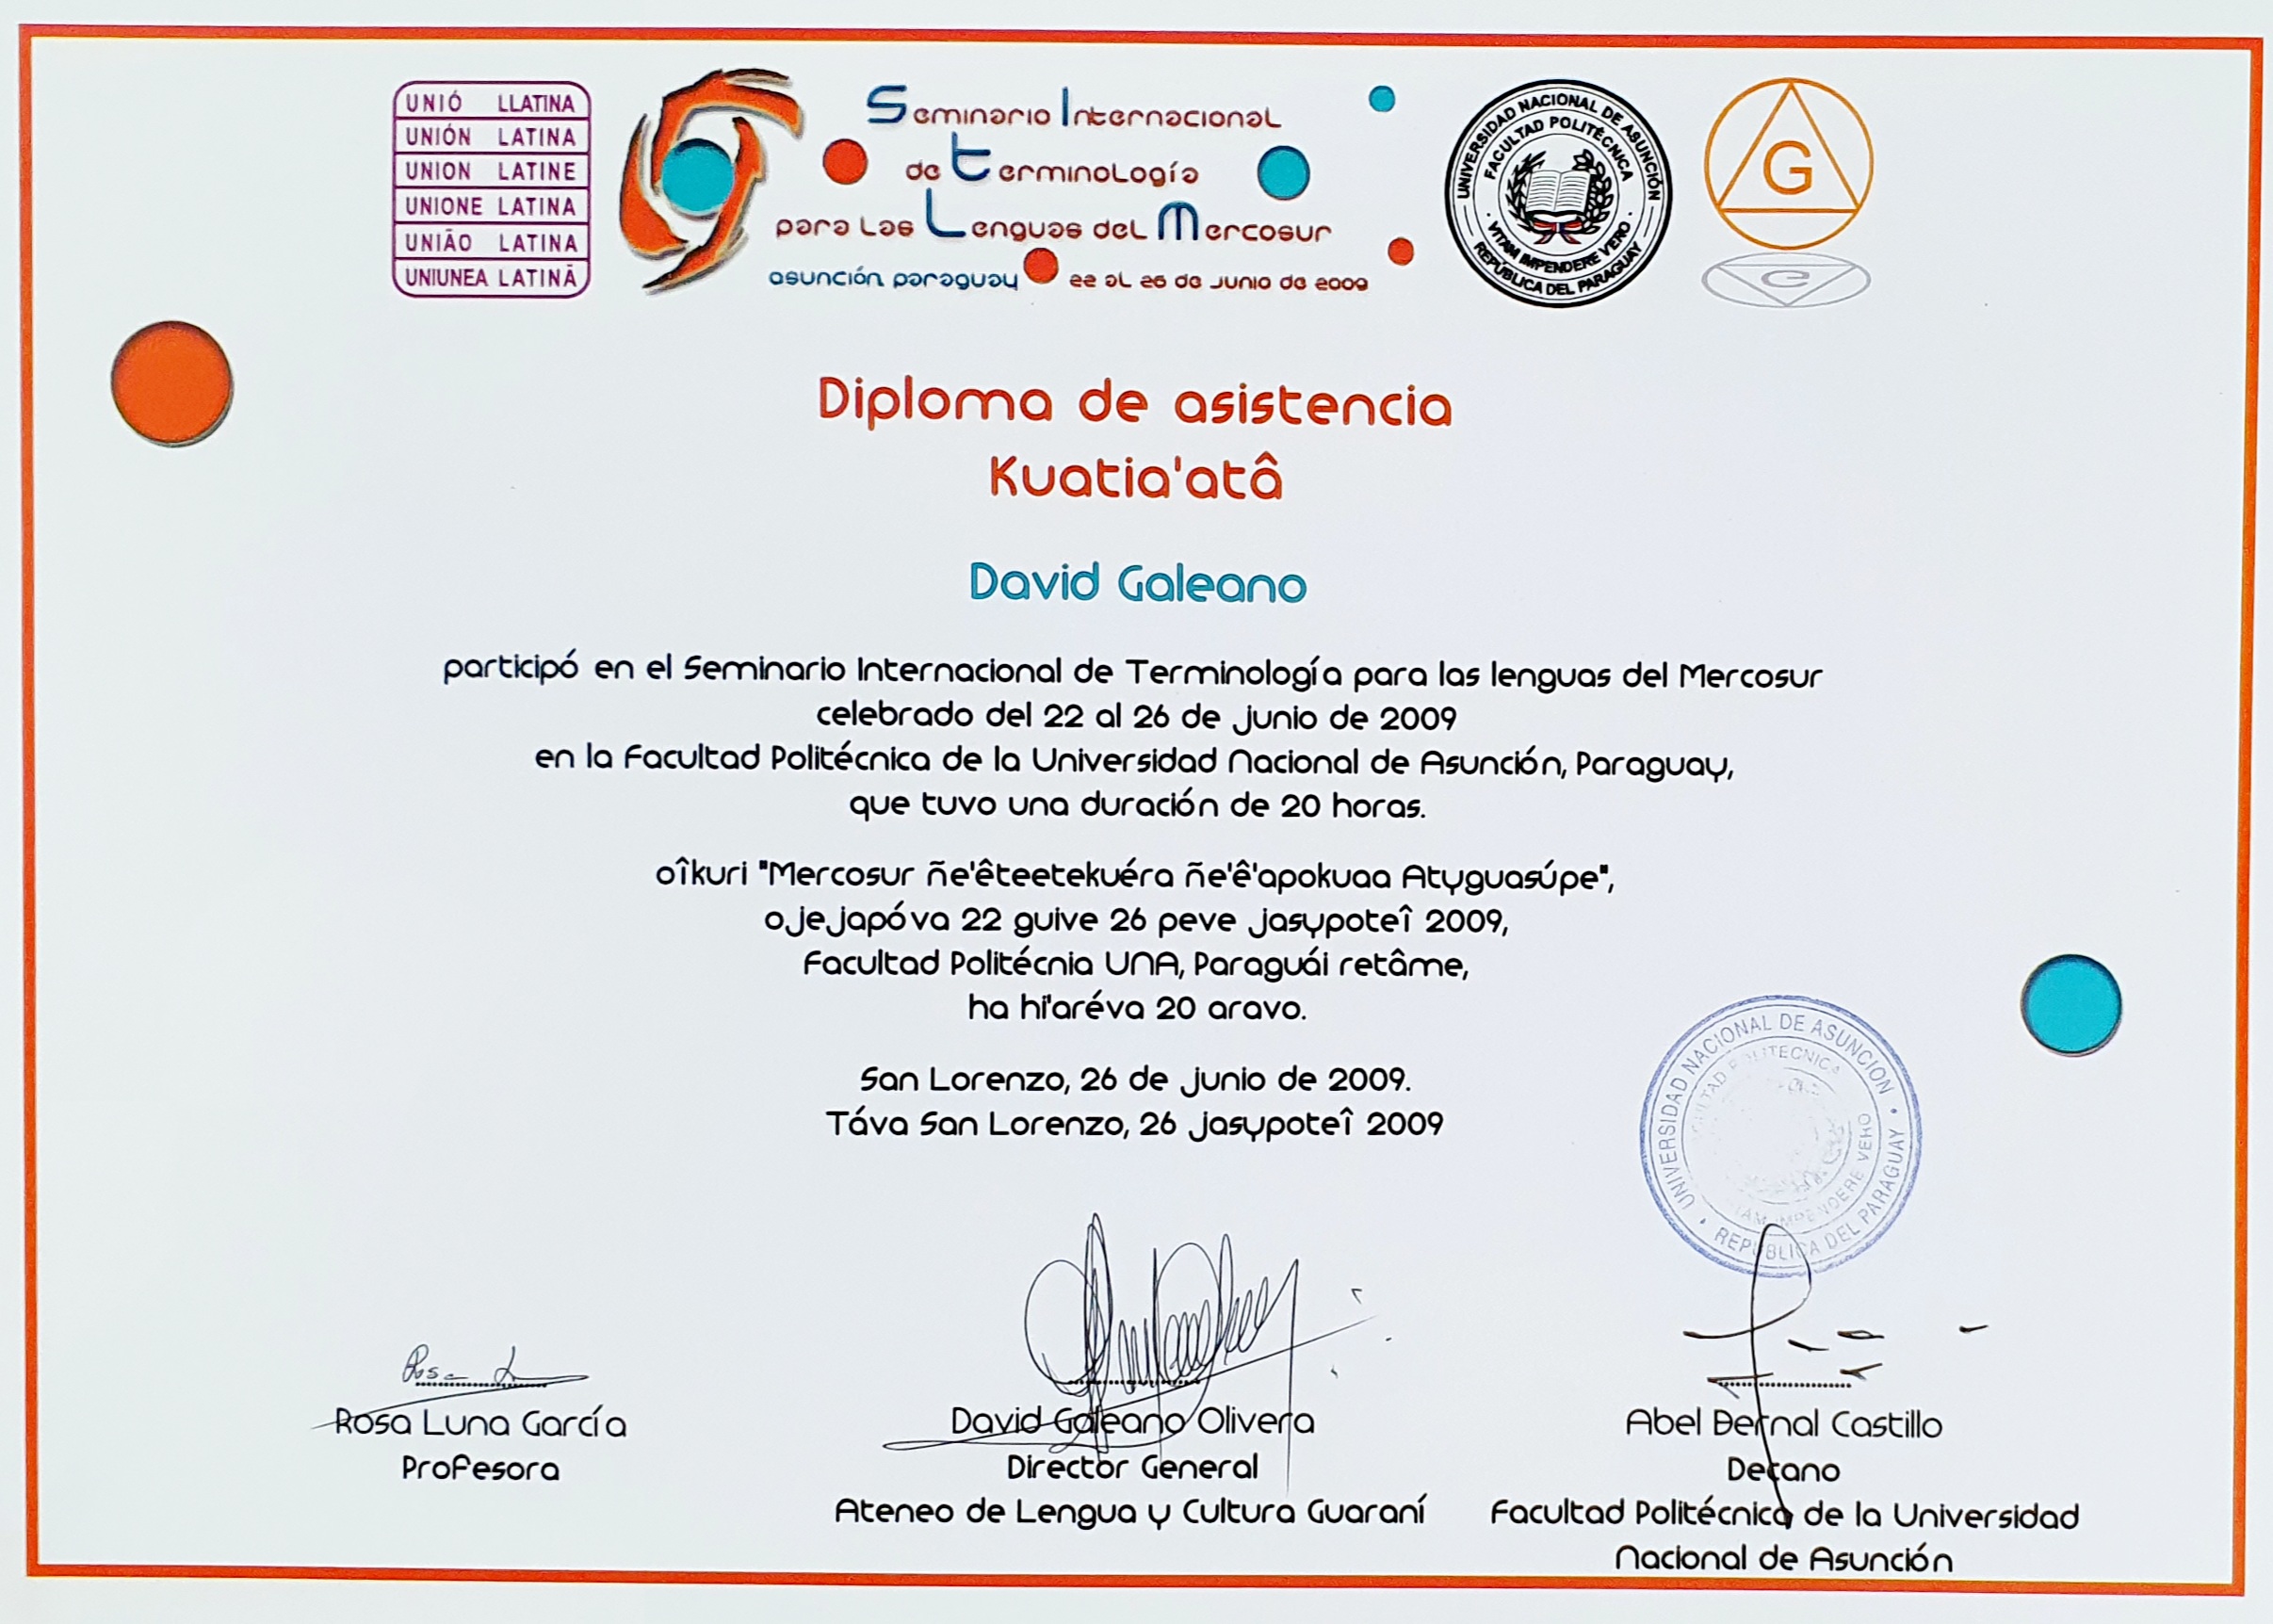 UNIÓ LLATINA
UNIÓN LATINA
UNION LATINE
UNIONE LATINA
UNIÃO LATINA
UNIUNEA LATINĂ
Seminario Internacional
de terminología
para las Lenguas del Mercosur
asunción paraguay 22 al 26 de junio de 2009
UNIVERSIDAD NACIONAL DE ASUNCIÓN
FACULTAD POLITÉCNICA
· VITAM IMPENDERE VERO ·
REPÚBLICA DEL PARAGUAY
G
Diploma de asistencia
Kuatia'atâ
David Galeano
participó en el Seminario Internacional de Terminología para las lenguas del Mercosur
celebrado del 22 al 26 de junio de 2009
en la Facultad Politécnica de la Universidad Nacional de Asunción, Paraguay,
que tuvo una duración de 20 horas.
oîkuri "Mercosur ñe'êteetekuéra ñe'ê'apokuaa Atyguasúpe",
ojejapóva 22 guive 26 peve jasypoteî 2009,
Facultad Politécnia UNA, Paraguái retâme,
ha hi'aréva 20 aravo.
San Lorenzo, 26 de junio de 2009.
Táva San Lorenzo, 26 jasypoteî 2009
UNIVERSIDAD NACIONAL DE ASUNCION
POLITECNICA
IMPENDERE VERO
REPUBLICA DEL PARAGUAY
Rosa Luna García
Profesora
David Galeano Olivera
Director General
Ateneo de Lengua y Cultura Guaraní
Abel Bernal Castillo
Decano
Facultad Politécnica de la Universidad
Nacional de Asunción